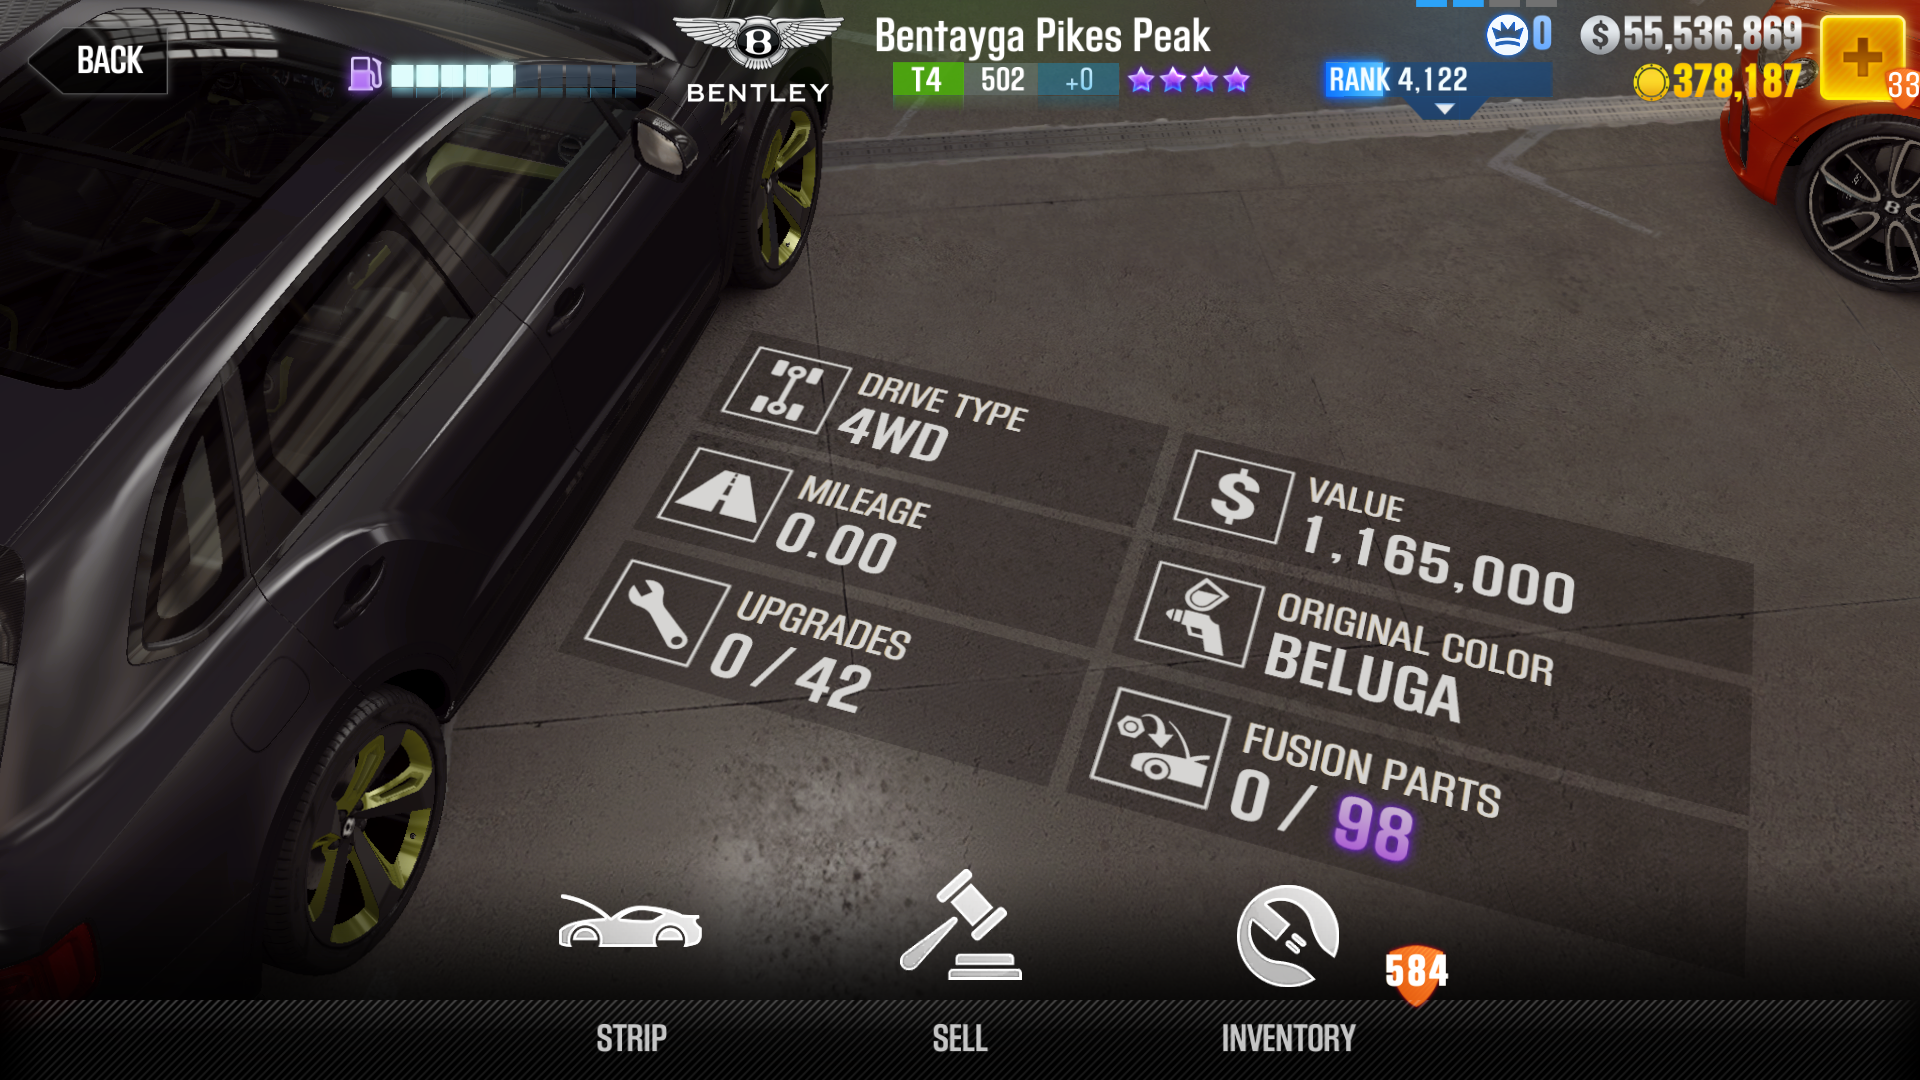 BACK
BENTLEY
Bentayga Pikes Peak
T4 502 +0
RANK 4,122
0
$ 55,536,869
378,187
33
DRIVE TYPE
4WD
MILEAGE
0.00
UPGRADES
0 / 42
$ VALUE
1,165,000
ORIGINAL COLOR
BELUGA
FUSION PARTS
0 / 98
584
STRIP
SELL
INVENTORY